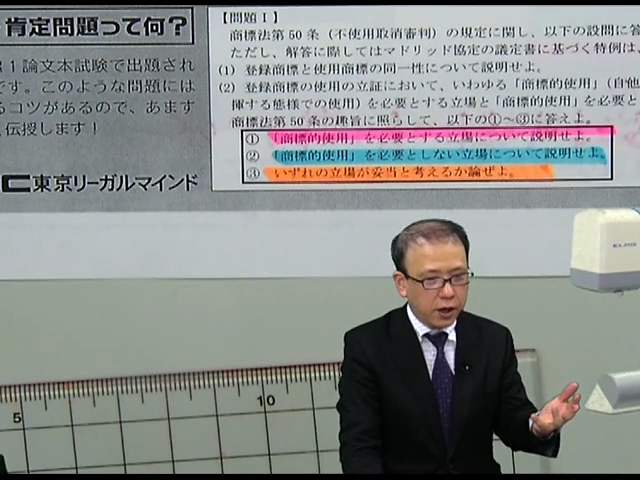 肯定問題って何？
論文本試験で出題され
です。このような問題には
るコツがあるので、あます
伝授します！
東京リーガルマインド
【問題Ⅰ】
商標法第50条（不使用取消審判）の規定に関し、以下の設問に答
ただし、解答に際してはマドリッド協定の議定書に基づく特例は、
(1) 登録商標と使用商標の同一性について説明せよ。
(2) 登録商標の使用の立証において、いわゆる「商標的使用」（自他
揮する態様での使用）を必要とする立場と「商標的使用」を必要と
商標法第50条の趣旨に照らして、以下の①～③に答えよ。
① 「商標的使用」を必要とする立場について説明せよ。
② 「商標的使用」を必要としない立場について説明せよ。
③ いずれの立場が妥当と考えるか論ぜよ。
ELMO
5
10